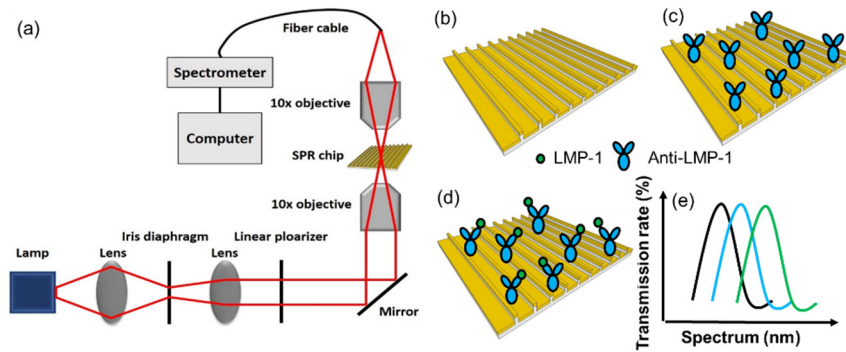 (a)
Fiber cable
Spectrometer
10x objective
Computer
SPR chip
10x objective
Iris diaphragm
Linear ploarizer
Lamp
Lens
Lens
Mirror
(b)
(c)
LMP-1
Anti-LMP-1
(d)
(e)
Transmission rate (%)
Spectrum (nm)